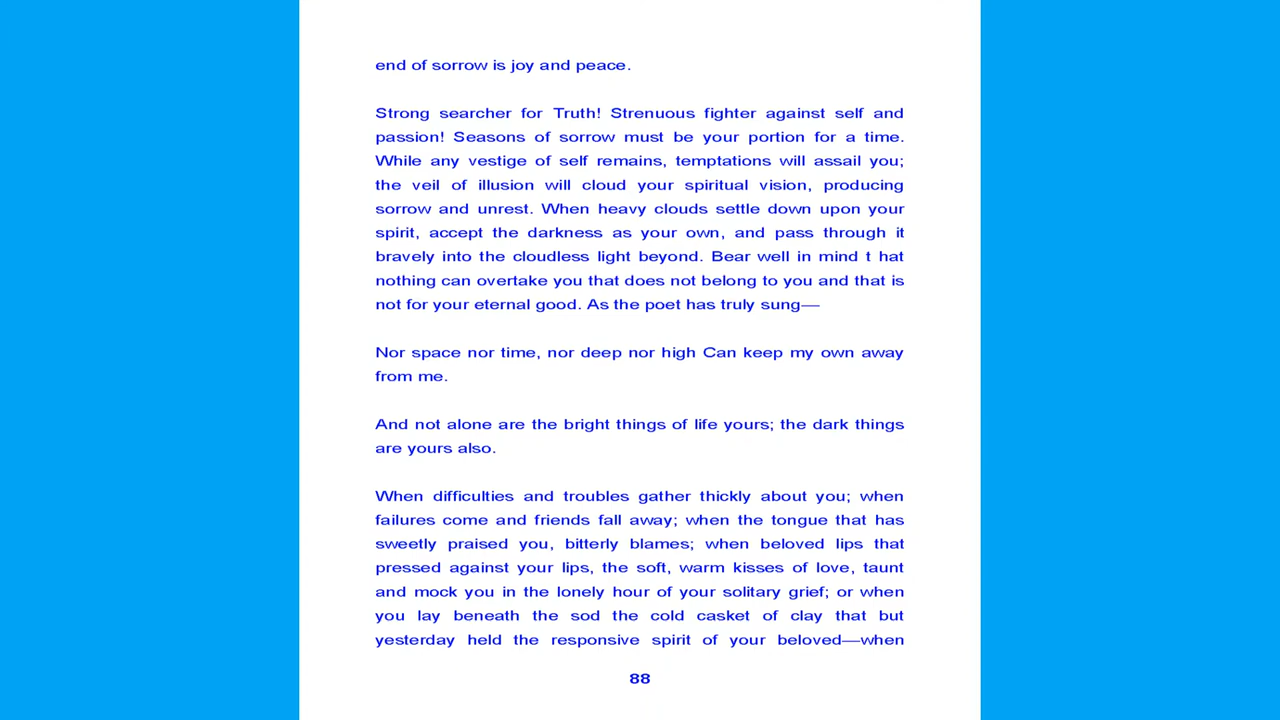 end of sorrow is joy and peace.
Strong searcher for Truth! Strenuous fighter against self and
passion! Seasons of sorrow must be your portion for a time.
While any vestige of self remains, temptations will assail you;
the veil of illusion will cloud your spiritual vision, producing
sorrow and unrest. When heavy clouds settle down upon your
spirit, accept the darkness as your own, and pass through it
bravely into the cloudless light beyond. Bear well in mind t hat
nothing can overtake you that does not belong to you and that is
not for your eternal good. As the poet has truly sung—
Nor space nor time, nor deep nor high Can keep my own away
from me.
And not alone are the bright things of life yours; the dark things
are yours also.
When difficulties and troubles gather thickly about you; when
failures come and friends fall away; when the tongue that has
sweetly praised you, bitterly blames; when beloved lips that
pressed against your lips, the soft, warm kisses of love, taunt
and mock you in the lonely hour of your solitary grief; or when
you lay beneath the sod the cold casket of clay that but
yesterday held the responsive spirit of your beloved—when
88